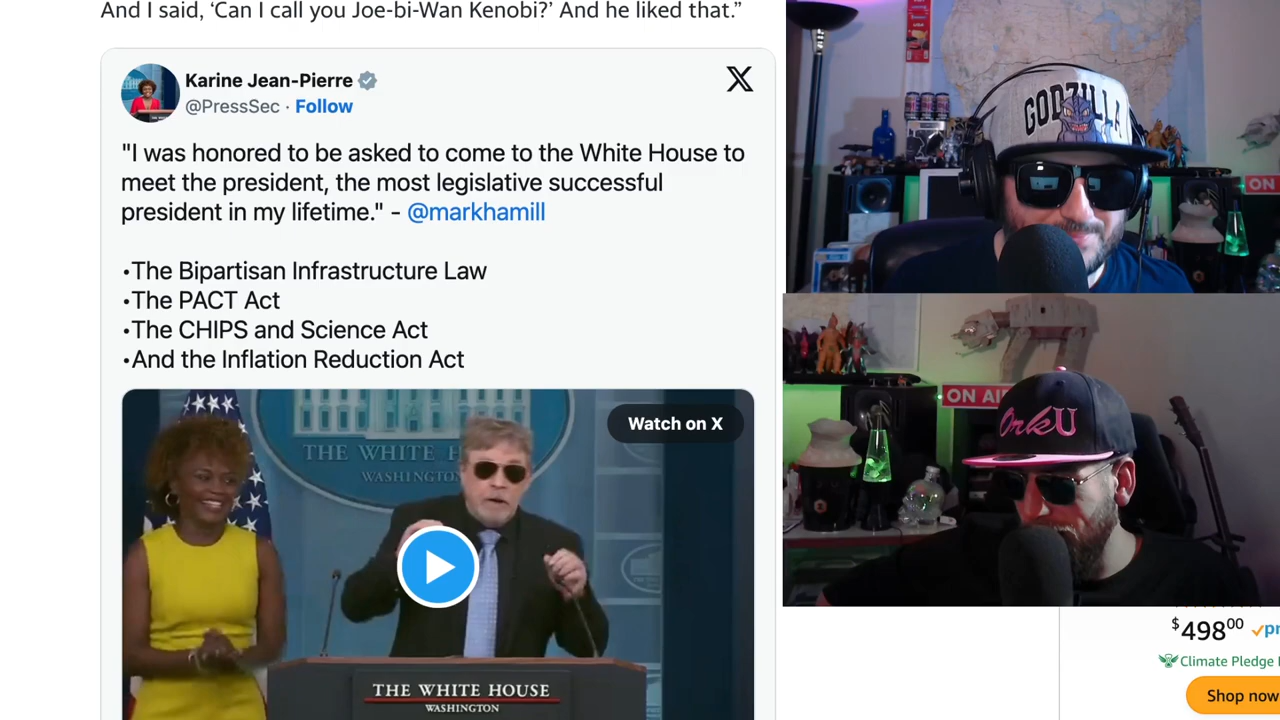 And I said, ‘Can I call you Joe-bi-Wan Kenobi?’ And he liked that.”
Karine Jean-Pierre
@PressSec · Follow
"I was honored to be asked to come to the White House to
meet the president, the most legislative successful
president in my lifetime." - @markhamill
•The Bipartisan Infrastructure Law
•The PACT Act
•The CHIPS and Science Act
•And the Inflation Reduction Act
Watch on X
THE WHITE H
WASHINGTON
THE WHITE HOUSE
WASHINGTON
GODZILLA
ON
ON AI
OrkU
$49800
Climate Pledge
Shop now